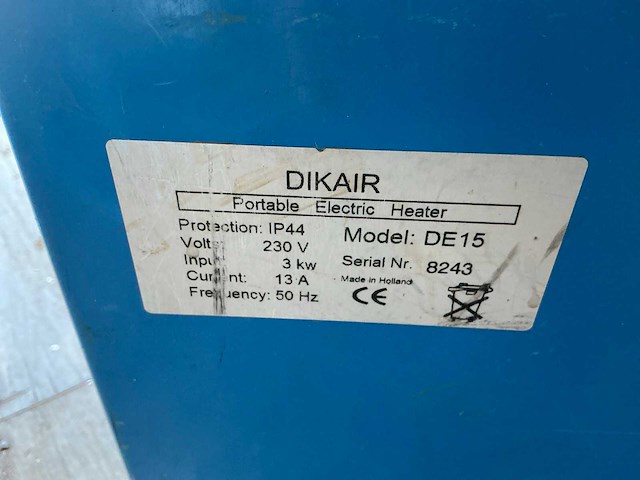 DIKAIR
Portable Electric Heater
Protection: IP44
Volts: 230 V
Input: 3 kw
Current: 13 A
Frequency: 50 Hz
Model: DE15
Serial Nr. 8243
Made in Holland
CE